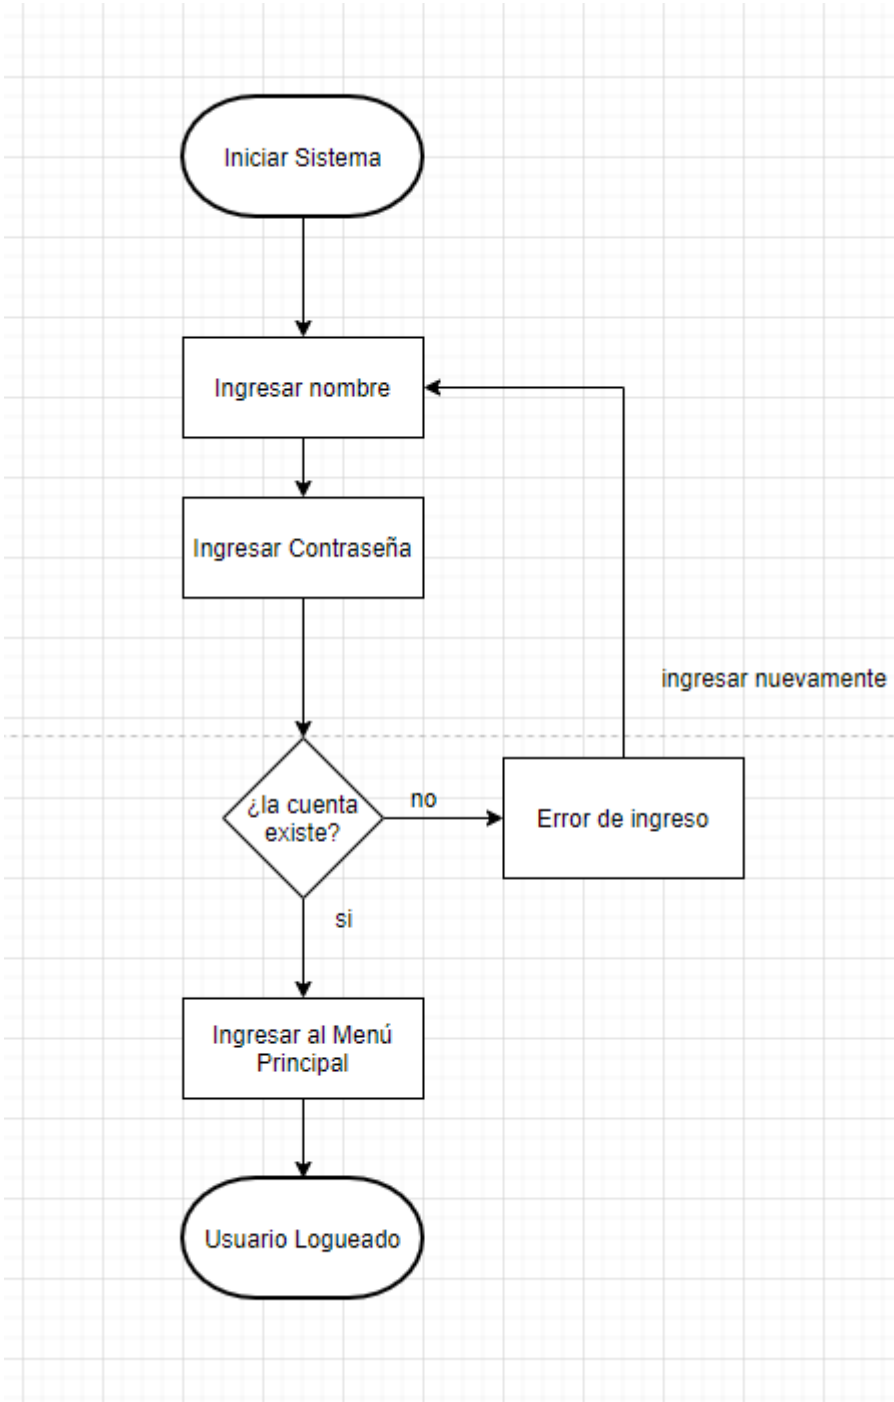 Iniciar Sistema
Ingresar nombre
Ingresar Contraseña
ingresar nuevamente
¿la cuenta
existe?
no
Error de ingreso
si
Ingresar al Menú
Principal
Usuario Logueado